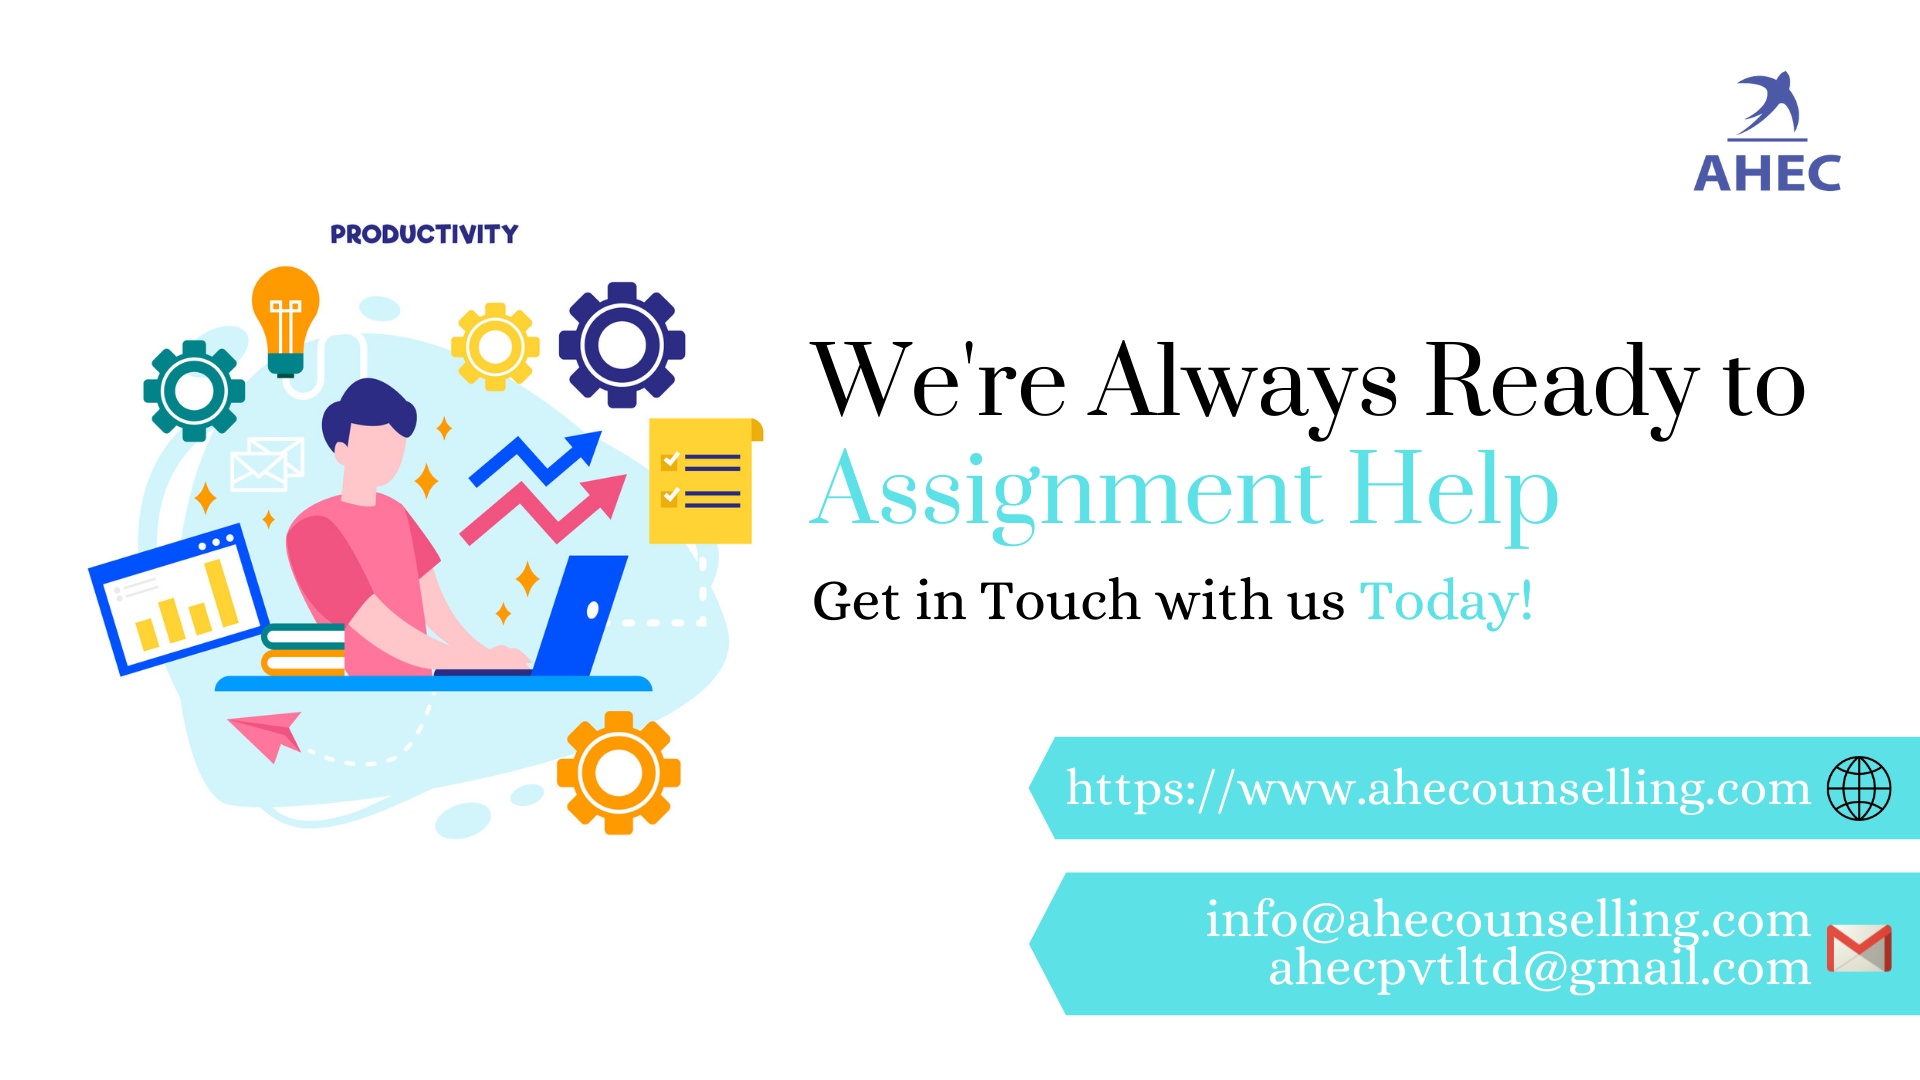 AHEC
PRODUCTIVITY
We're Always Ready to
Assignment Help
Get in Touch with us Today!
https://www.ahecounselling.com
info@ahecounselling.com
ahecpvtltd@gmail.com